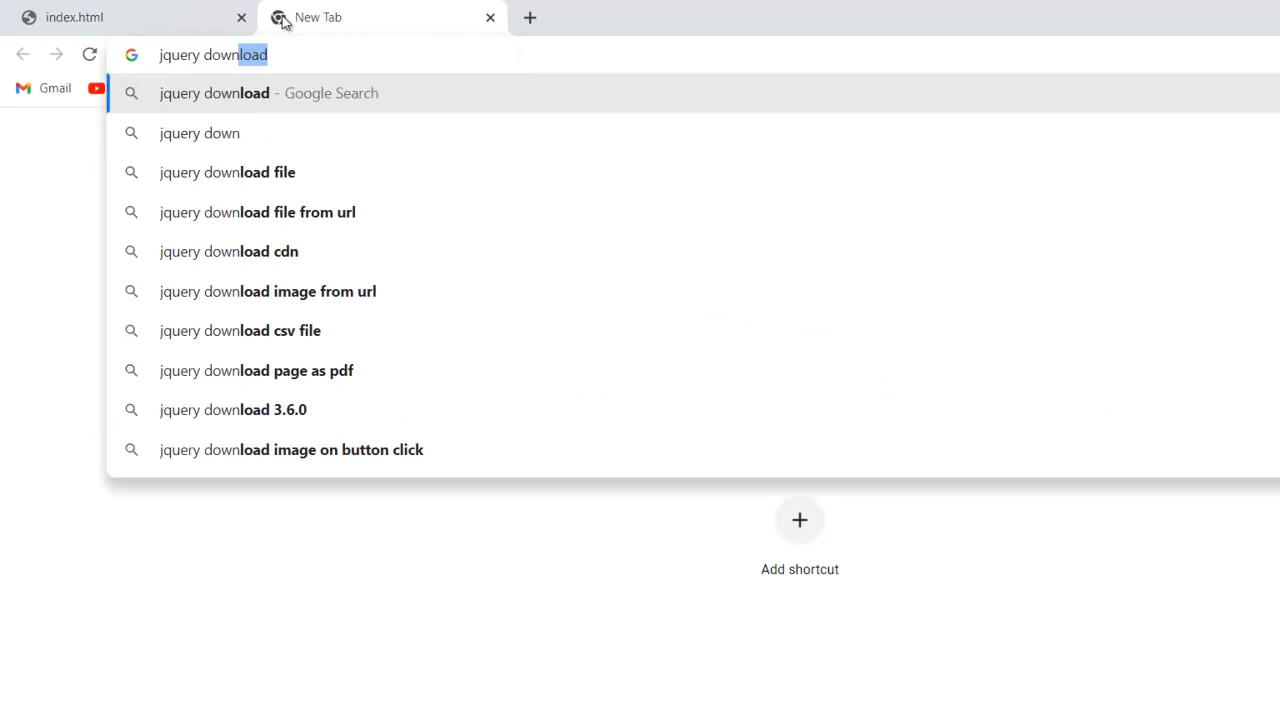 index.html
New Tab
jquery download
Gmail
jquery download - Google Search
jquery down
jquery download file
jquery download file from url
jquery download cdn
jquery download image from url
jquery download csv file
jquery download page as pdf
jquery download 3.6.0
jquery download image on button click
Add shortcut